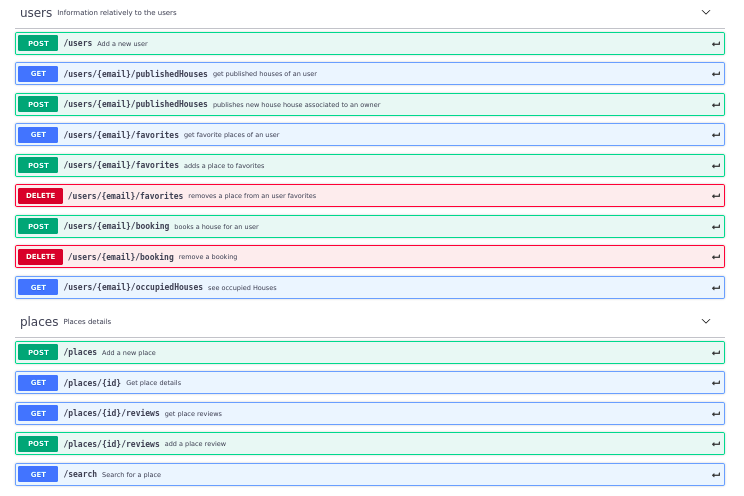 users Information relatively to the users
POST /users Add a new user
GET /users/{email}/publishedHouses get published houses of an user
POST /users/{email}/publishedHouses publishes new house house associated to an owner
GET /users/{email}/favorites get favorite places of an user
POST /users/{email}/favorites adds a place to favorites
DELETE /users/{email}/favorites removes a place from an user favorites
POST /users/{email}/booking books a house for an user
DELETE /users/{email}/booking remove a booking
GET /users/{email}/occupiedHouses see occupied Houses
places Places details
POST /places Add a new place
GET /places/{id} Get place details
GET /places/{id}/reviews get place reviews
POST /places/{id}/reviews add a place review
GET /search Search for a place